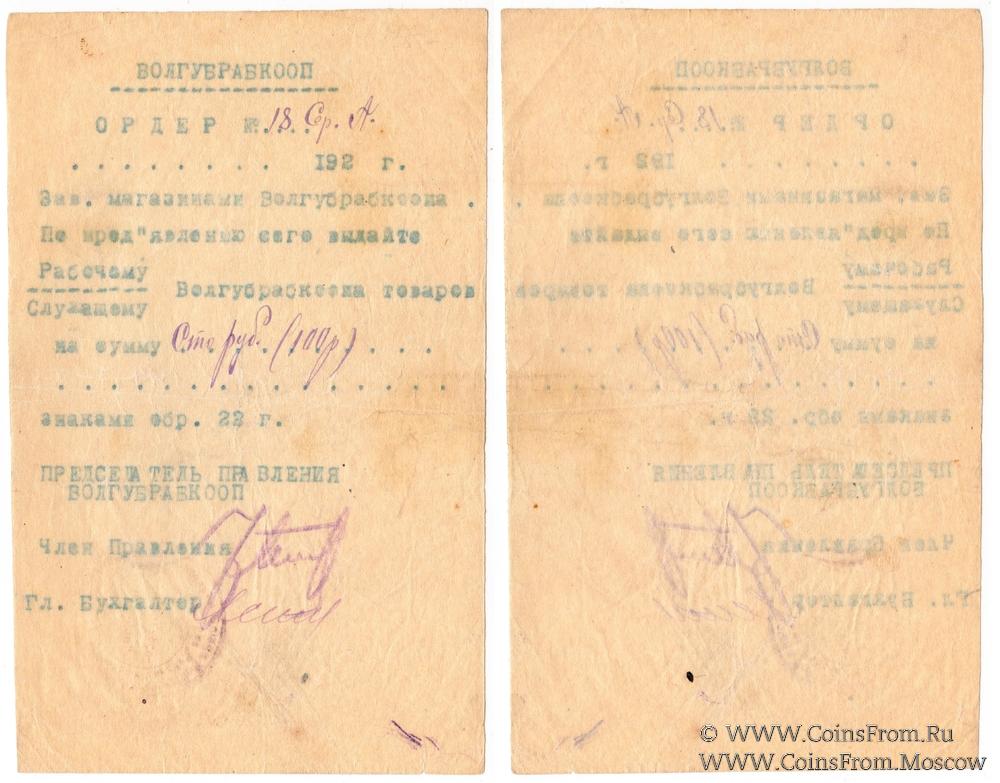 ВОЛГУБРАБКООП
ОРДЕР №. 18. Ср. А.
. . . . . . . . 192 г.
Зав. магазинами Волгубрабкоопа . .
По пред"явлению сего выдайте
Рабочему
Волгубрабкоопа товаров
Служащему
на сумму Сто руб. (100р)
знаками обр. 22 г.
ПРЕДСЕДАТЕЛЬ ПРАВЛЕНИЯ
ВОЛГУБРАБКООП
Член Правления
Гл. Бухгалтер
© WWW.CoinsFrom.Ru
WWW.CoinsFrom.Moscow